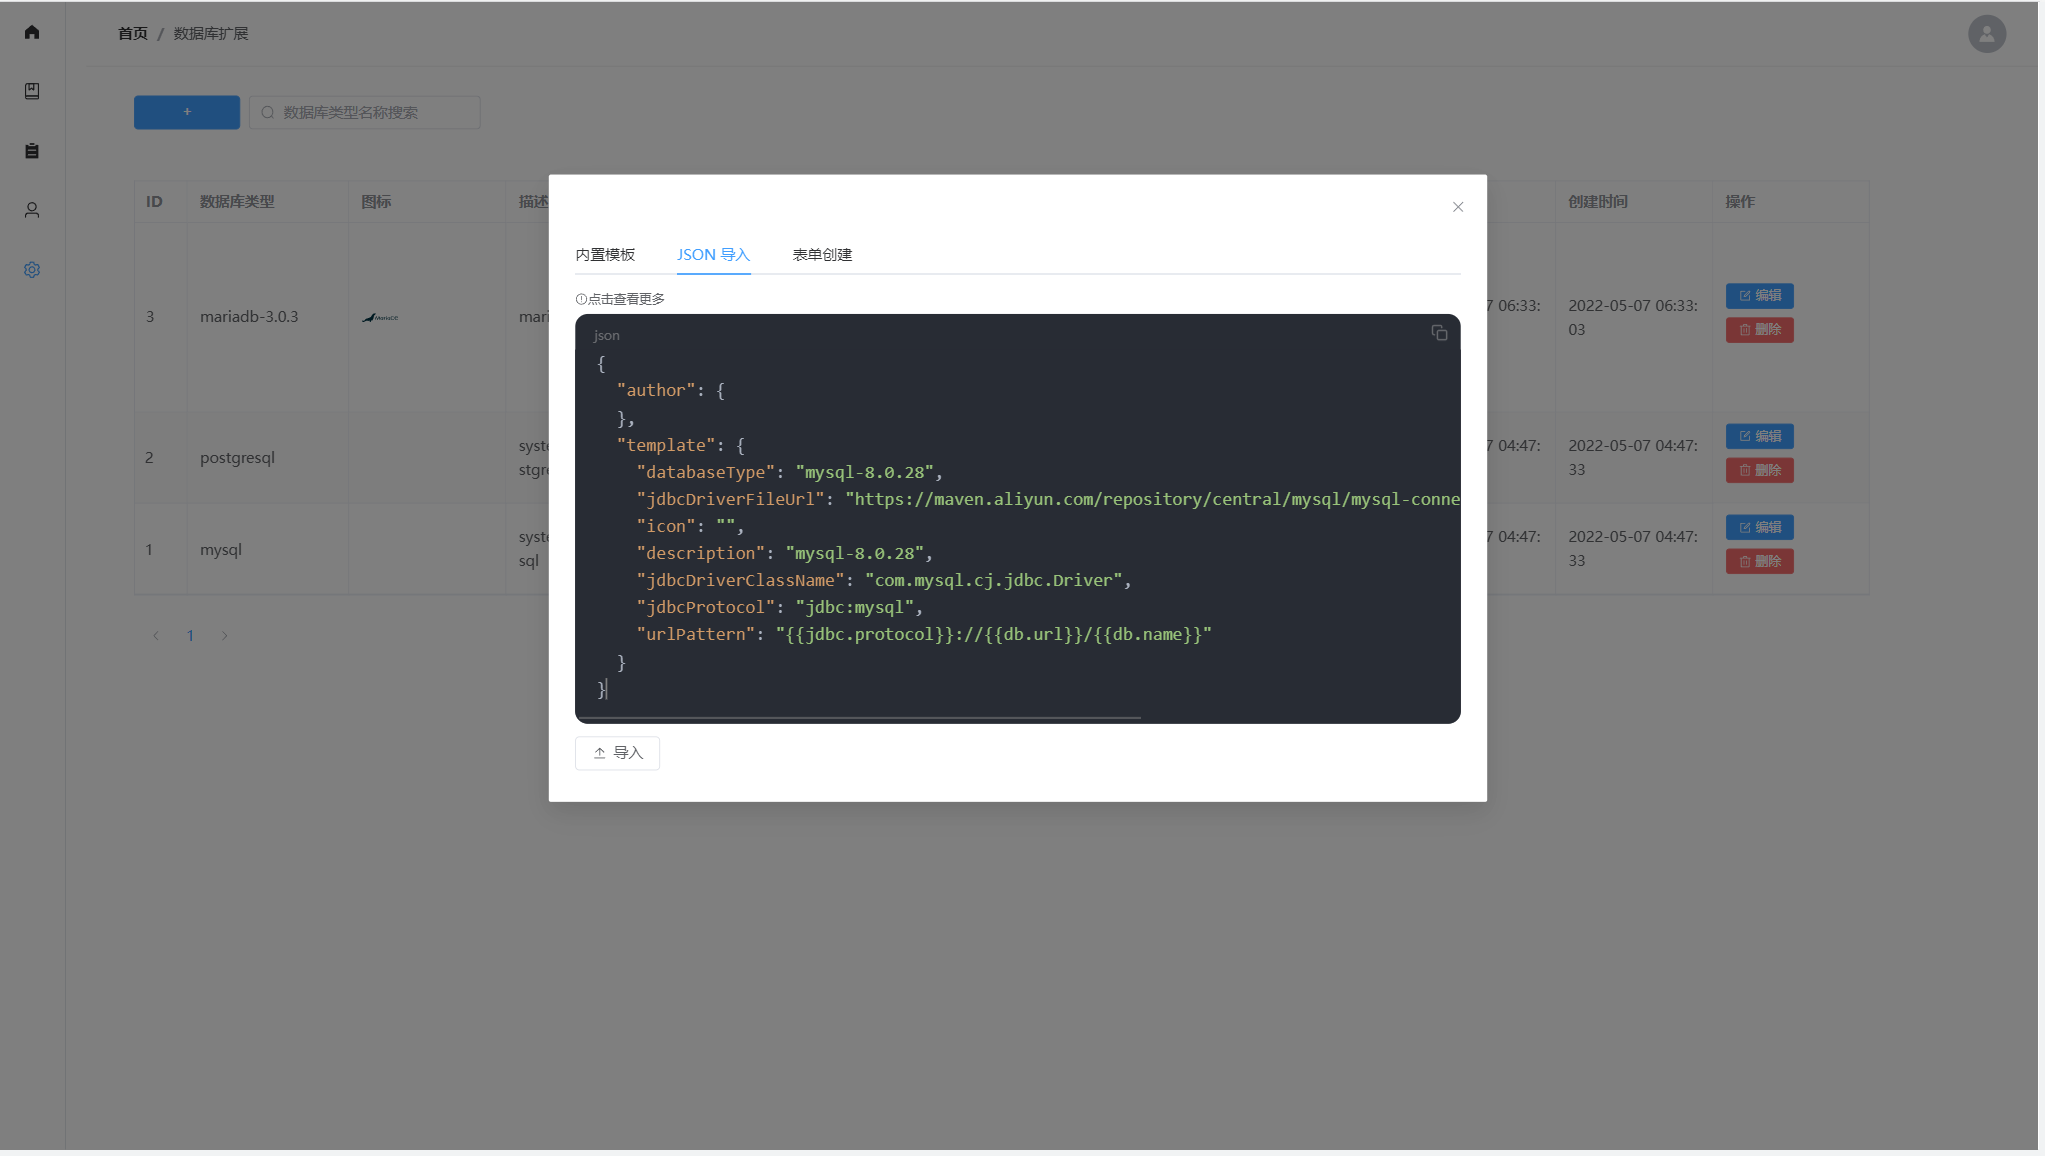 首页 / 数据库扩展
+
数据库类型名称搜索
ID 数据库类型 图标 描述 创建时间 操作
3 mariadb-3.0.3 MariaDB mari 7 06:33: 2022-05-07 06:33:
03
编辑
删除
2 postgresql syste
stgre 7 04:47: 2022-05-07 04:47:
33
编辑
删除
1 mysql syste
sql 7 04:47: 2022-05-07 04:47:
33
编辑
删除
1
内置模板 JSON 导入 表单创建
点击查看更多
json
{
"author": {
},
"template": {
"databaseType": "mysql-8.0.28",
"jdbcDriverFileUrl": "https://maven.aliyun.com/repository/central/mysql/mysql-conne
"icon": "",
"description": "mysql-8.0.28",
"jdbcDriverClassName": "com.mysql.cj.jdbc.Driver",
"jdbcProtocol": "jdbc:mysql",
"urlPattern": "{{jdbc.protocol}}://{{db.url}}/{{db.name}}"
}
}
导入